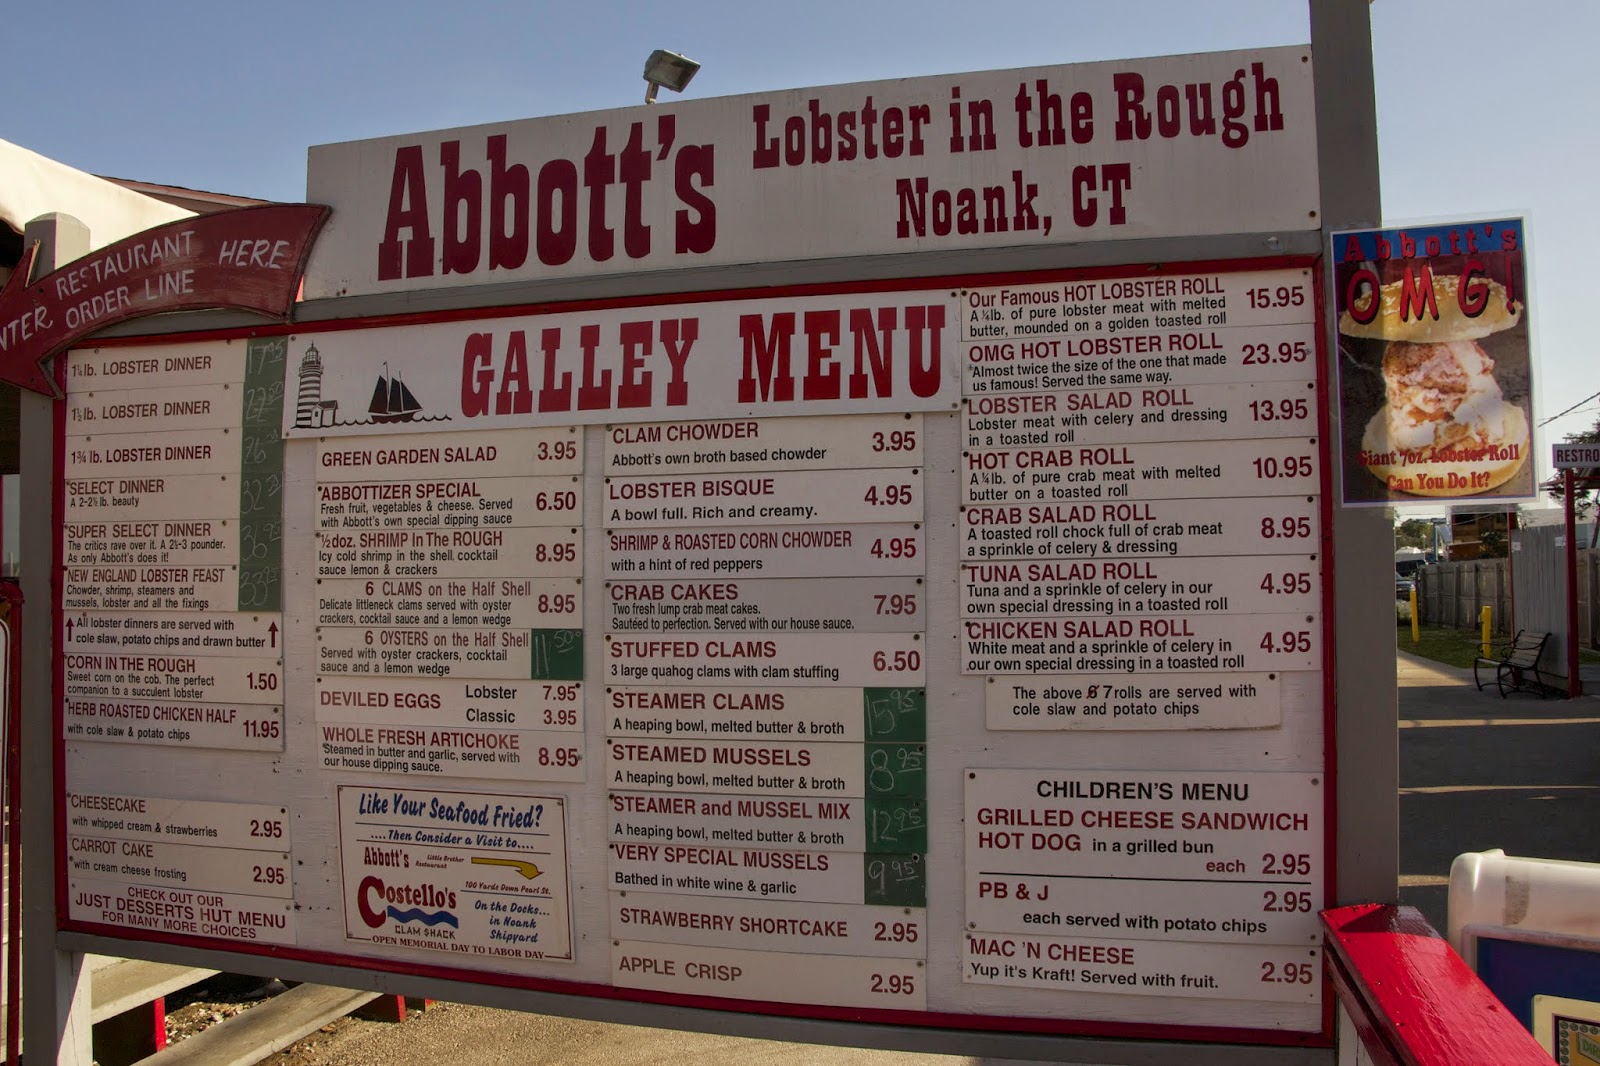 Abbott's Lobster in the Rough
Noank, CT
RESTAURANT HERE
ORDER LINE
GALLEY MENU
1¼ lb. LOBSTER DINNER 17.95
1½ lb. LOBSTER DINNER
1¾ lb. LOBSTER DINNER
SELECT DINNER
A 2-2½ lb. beauty
SUPER SELECT DINNER
The critics rave over it. A 2½-3 pounder.
As only Abbott's does it!
NEW ENGLAND LOBSTER FEAST
Chowder, shrimp, steamers and
mussels, lobster and all the fixings
All lobster dinners are served with
cole slaw, potato chips and drawn butter
CORN IN THE ROUGH
Sweet corn on the cob. The perfect 1.50
companion to a succulent lobster
HERB ROASTED CHICKEN HALF
with cole slaw & potato chips 11.95
CHEESECAKE
with whipped cream & strawberries 2.95
CARROT CAKE
with cream cheese frosting 2.95
CHECK OUT OUR
JUST DESSERTS HUT MENU
FOR MANY MORE CHOICES
GREEN GARDEN SALAD 3.95
ABBOTTIZER SPECIAL
Fresh fruit, vegetables & cheese. Served 6.50
with Abbott's own special dipping sauce
½doz. SHRIMP In The ROUGH
Icy cold shrimp in the shell, cocktail 8.95
sauce lemon & crackers
6 CLAMS on the Half Shell
Delicate littleneck clams served with oyster 8.95
crackers, cocktail sauce and a lemon wedge
6 OYSTERS on the Half Shell
Served with oyster crackers, cocktail 11.50
sauce and a lemon wedge
DEVILED EGGS Lobster 7.95
Classic 3.95
WHOLE FRESH ARTICHOKE
Steamed in butter and garlic, served with 8.95
our house dipping sauce.
Like Your Seafood Fried?
....Then Consider a Visit to....
Abbott's Little Brother
Restaurant
100 Yards Down Pearl St.
Costello's
CLAM SHACK
On the Docks...
in Noank
Shipyard
OPEN MEMORIAL DAY TO LABOR DAY
CLAM CHOWDER 3.95
Abbott's own broth based chowder
LOBSTER BISQUE 4.95
A bowl full. Rich and creamy.
SHRIMP & ROASTED CORN CHOWDER 4.95
with a hint of red peppers
CRAB CAKES
Two fresh lump crab meat cakes. 7.95
Sautéed to perfection. Served with our house sauce.
STUFFED CLAMS 6.50
3 large quahog clams with clam stuffing
STEAMER CLAMS 15.95
A heaping bowl, melted butter & broth
STEAMED MUSSELS 8.95
A heaping bowl, melted butter & broth
STEAMER and MUSSEL MIX 12.95
A heaping bowl, melted butter & broth
VERY SPECIAL MUSSELS 9.95
Bathed in white wine & garlic
STRAWBERRY SHORTCAKE 2.95
APPLE CRISP 2.95
Our Famous HOT LOBSTER ROLL 15.95
A ¼lb. of pure lobster meat with melted
butter, mounded on a golden toasted roll
OMG HOT LOBSTER ROLL 23.95
Almost twice the size of the one that made
us famous! Served the same way.
LOBSTER SALAD ROLL 13.95
Lobster meat with celery and dressing
in a toasted roll
HOT CRAB ROLL 10.95
A ¼lb. of pure crab meat with melted
butter on a toasted roll
CRAB SALAD ROLL 8.95
A toasted roll chock full of crab meat
a sprinkle of celery & dressing
TUNA SALAD ROLL 4.95
Tuna and a sprinkle of celery in our
own special dressing in a toasted roll
CHICKEN SALAD ROLL 4.95
White meat and a sprinkle of celery in
our own special dressing in a toasted roll
The above 7 rolls are served with
cole slaw and potato chips
CHILDREN'S MENU
GRILLED CHEESE SANDWICH
HOT DOG in a grilled bun
each 2.95
PB & J 2.95
each served with potato chips
MAC 'N CHEESE 2.95
Yup it's Kraft! Served with fruit.
Abbott's
OMG!
Giant 7oz. Lobster Roll
Can You Do It?